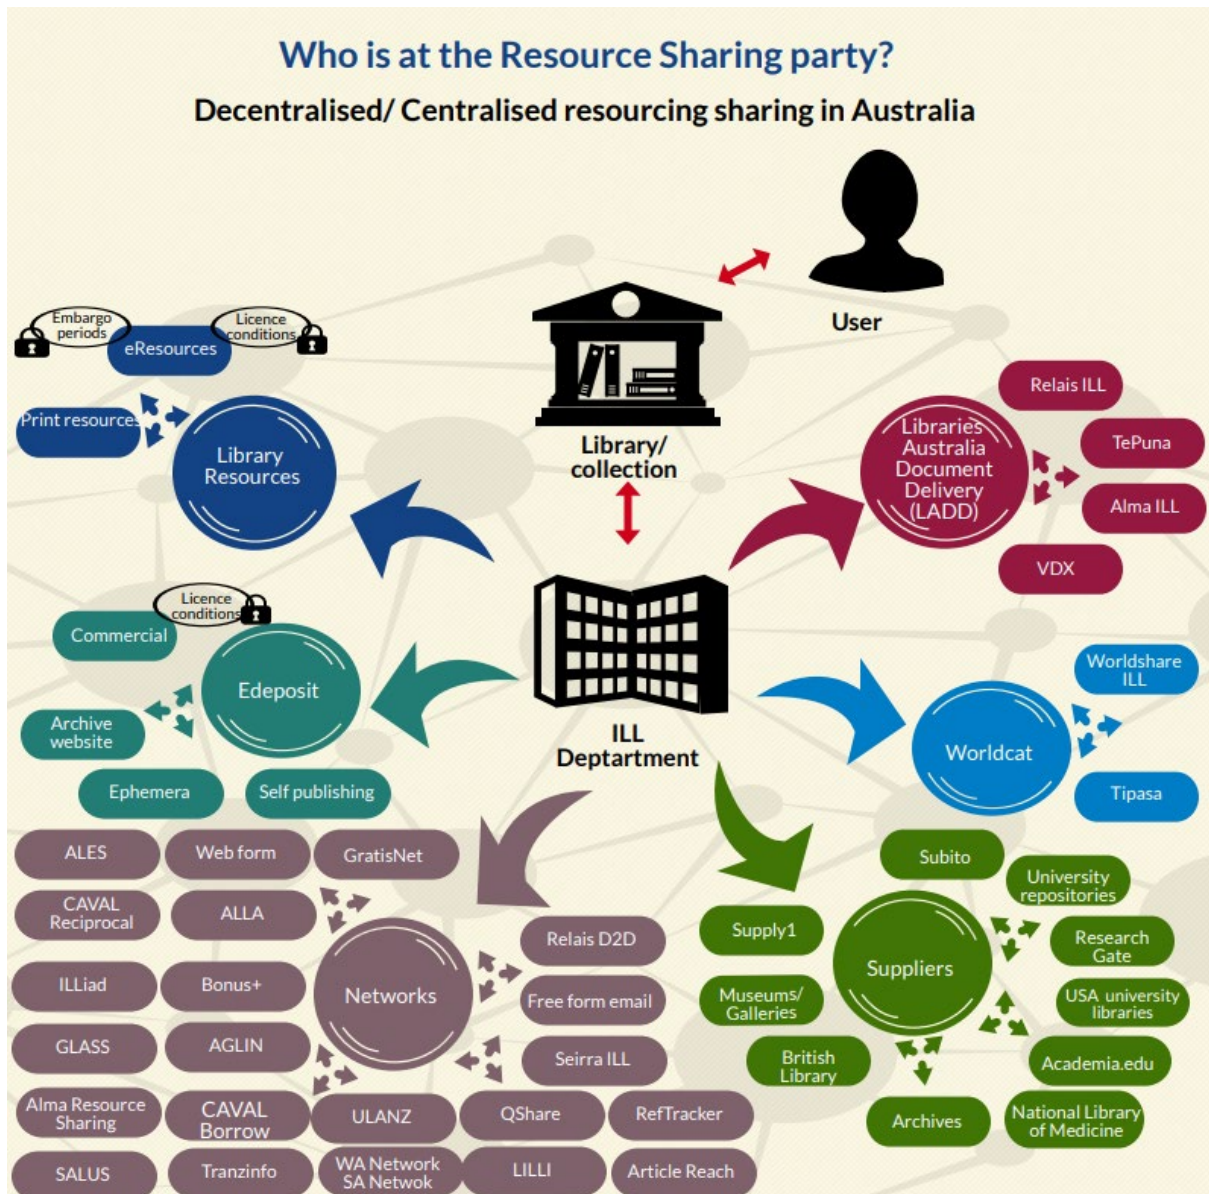 Who is at the Resource Sharing party?
Decentralised/ Centralised resourcing sharing in Australia
User
Library/
collection
ILL
Deptartment
Embargo
periods
Licence
conditions
eResources
Print resources
Library
Resources
Libraries
Australia
Document
Delivery
(LADD)
Relais ILL
TePuna
Alma ILL
VDX
Licence
conditions
Commercial
Edeposit
Archive
website
Ephemera
Self publishing
Worldcat
Worldshare
ILL
Tipasa
ALES
Web form
GratisNet
CAVAL
Reciprocal
ALLA
ILLiad
Bonus+
Networks
Relais D2D
Free form email
GLASS
AGLIN
Seirra ILL
Alma Resource
Sharing
CAVAL
Borrow
ULANZ
QShare
RefTracker
SALUS
Tranzinfo
WA Network
SA Netwok
LILLI
Article Reach
Suppliers
Subito
University
repositories
Supply1
Research
Gate
Museums/
Galleries
USA university
libraries
British
Library
Academia.edu
Archives
National Library
of Medicine